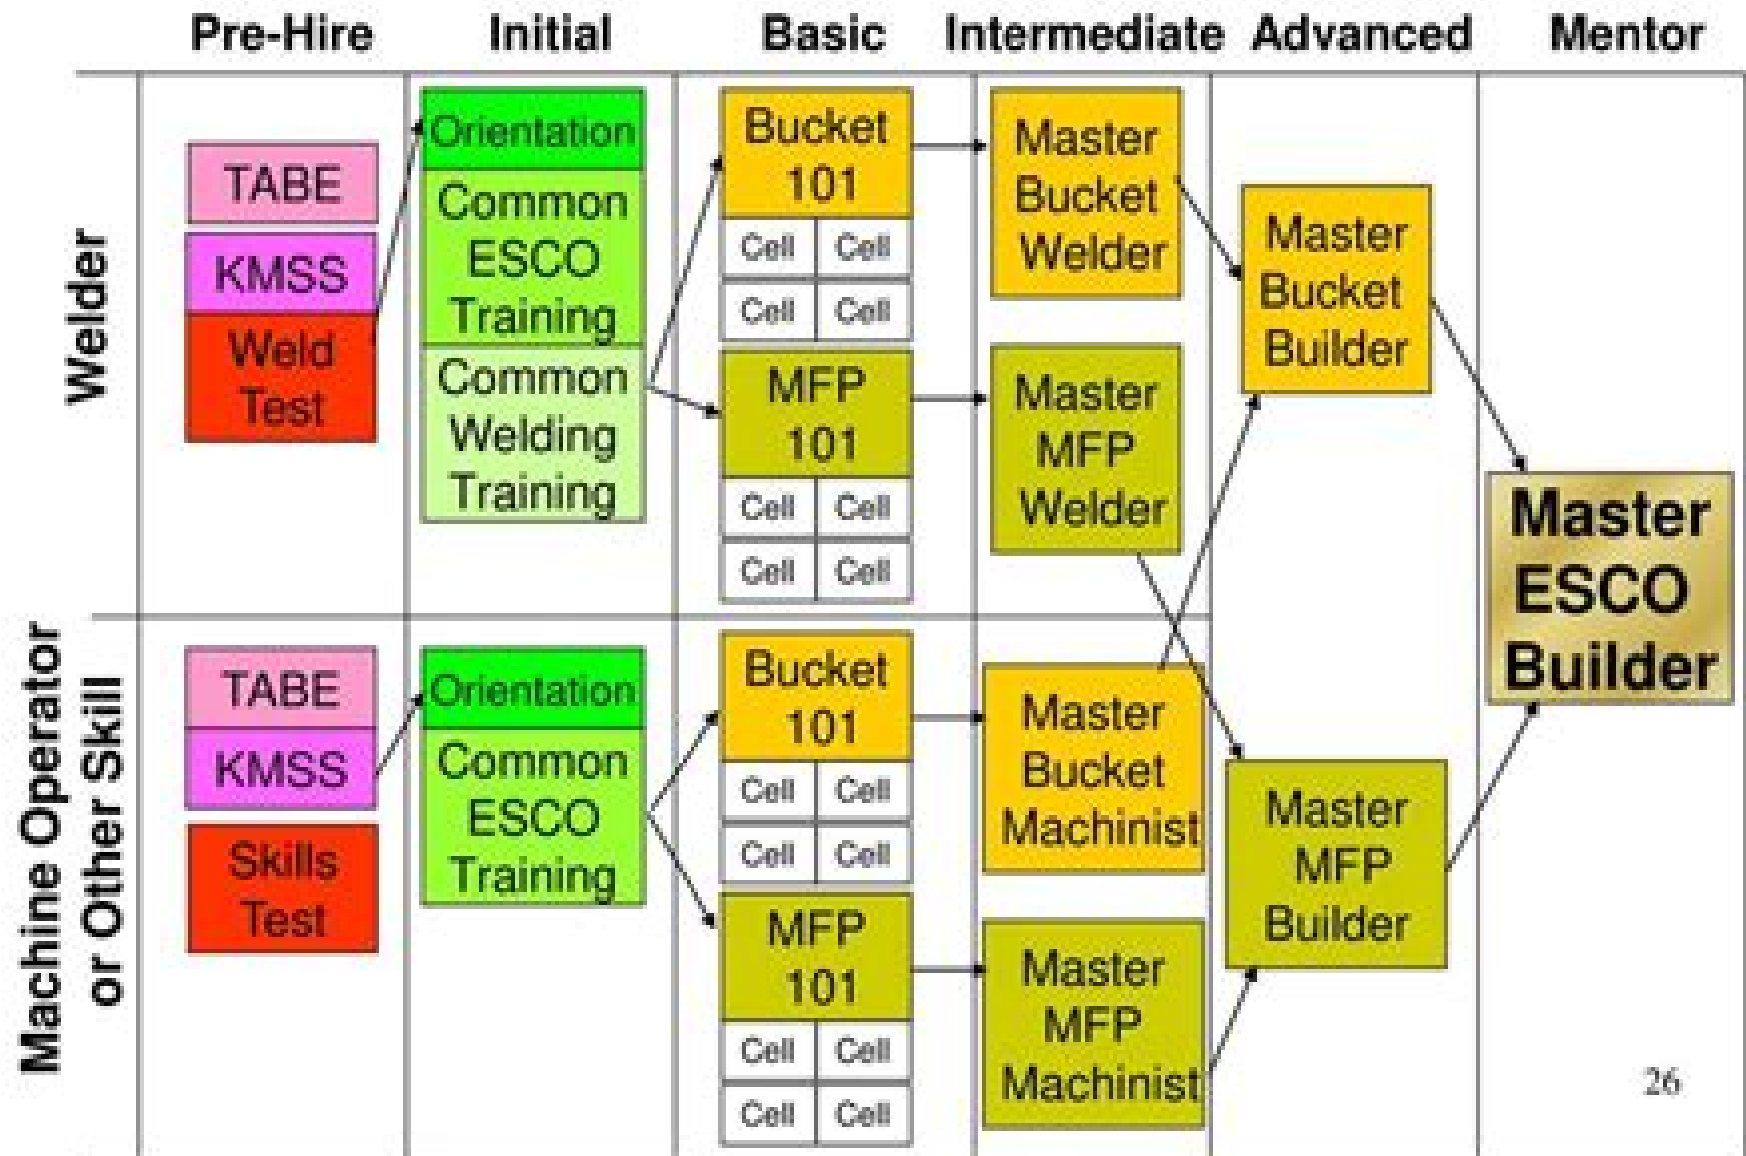 Pre-Hire Initial Basic Intermediate Advanced Mentor
Welder
TABE
KMSS
Weld
Test
Orientation
Common
ESCO
Training
Common
Welding
Training
Bucket
101
Cell Cell
Cell Cell
MFP
101
Cell Cell
Cell Cell
Master
Bucket
Welder
Master
MFP
Welder
Machine Operator
or Other Skill
TABE
KMSS
Skills
Test
Orientation
Common
ESCO
Training
Bucket
101
Cell Cell
Cell Cell
MFP
101
Cell Cell
Cell Cell
Master
Bucket
Machinist
Master
MFP
Machinist
Master
Bucket
Builder
Master
MFP
Builder
Master
ESCO
Builder
26